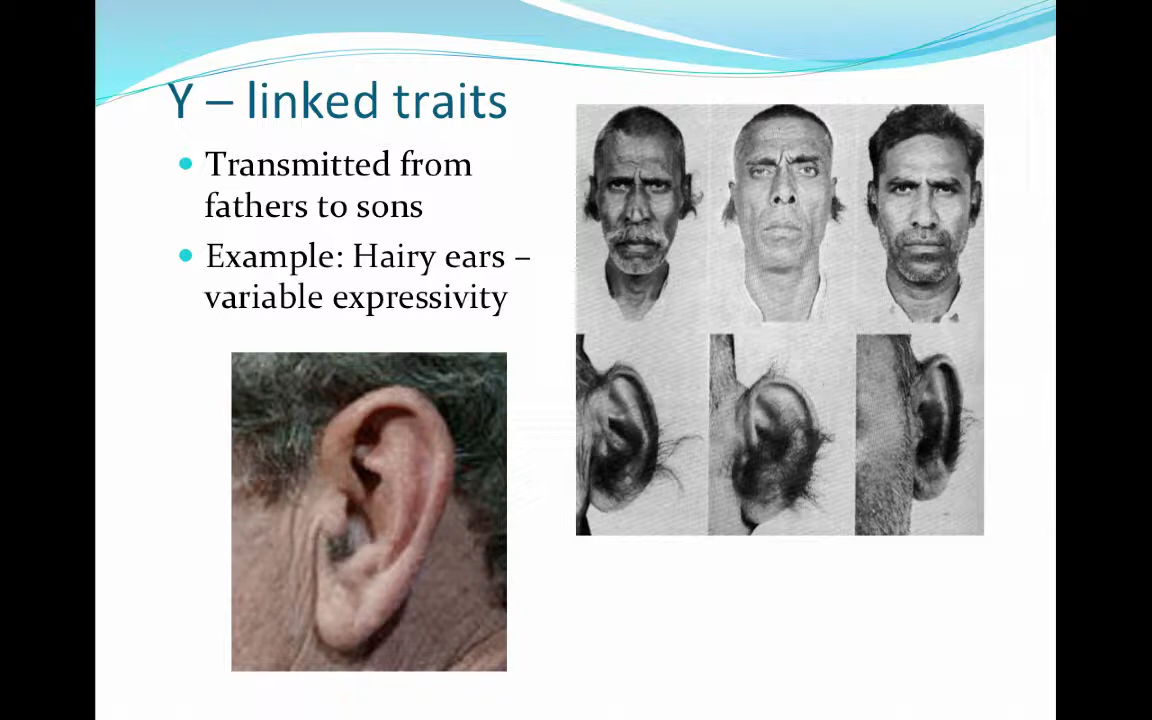 Y – linked traits
Transmitted from
fathers to sons
Example: Hairy ears –
variable expressivity